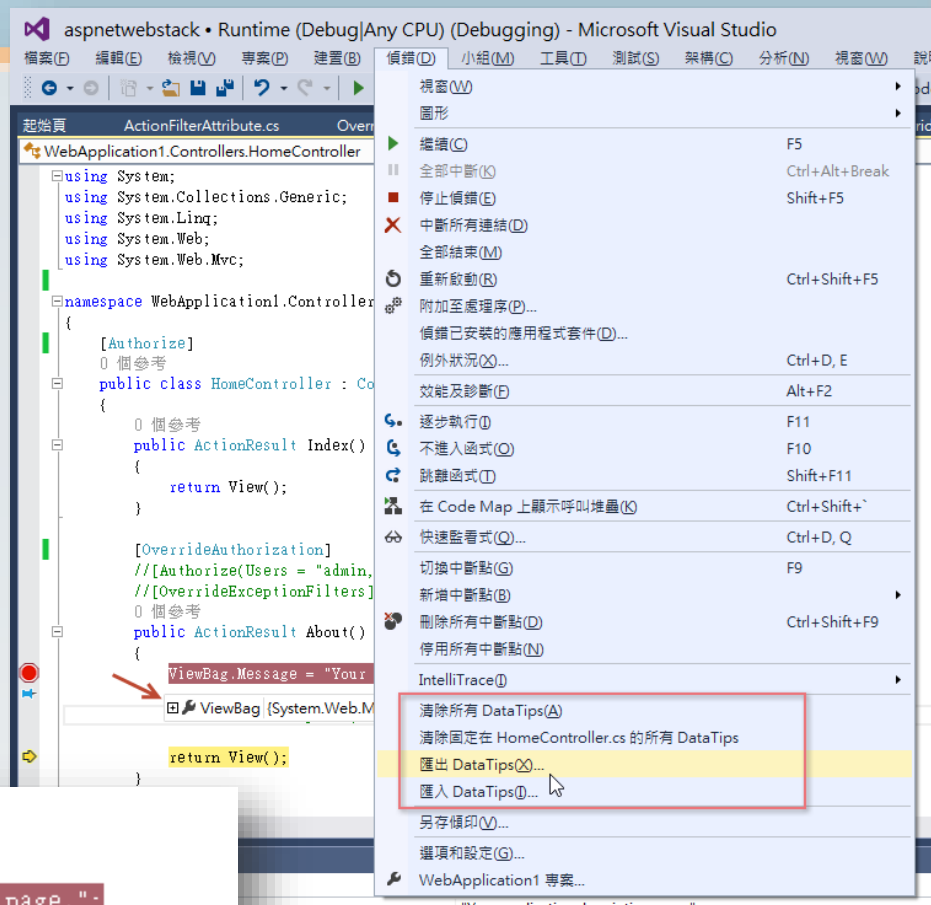 aspnetwebstack • Runtime (Debug|Any CPU) (Debugging) - Microsoft Visual Studio
檔案(F) 編輯(E) 檢視(V) 專案(P) 建置(B) 偵錯(D) 小組(M) 工具(T) 測試(S) 架構(C) 分析(N) 視窗(W)
起始頁 ActionFilterAttribute.cs Overr
WebApplication1.Controllers.HomeController
using System;
using System.Collections.Generic;
using System.Linq;
using System.Web;
using System.Web.Mvc;
namespace WebApplication1.Controller
{
[Authorize]
0 個參考
public class HomeController : Co
{
0 個參考
public ActionResult Index()
{
return View();
}
[OverrideAuthorization]
//[Authorize(Users = "admin,
//[OverrideExceptionFilters]
0 個參考
public ActionResult About()
{
ViewBag.Message = "Your
ViewBag {System.Web.M
return View();
}
視窗(W)
圖形
繼續(C) F5
全部中斷(K) Ctrl+Alt+Break
停止偵錯(E) Shift+F5
中斷所有連結(D)
全部結束(M)
重新啟動(R) Ctrl+Shift+F5
附加至處理序(P)...
偵錯已安裝的應用程式套件(D)...
例外狀況(X)... Ctrl+D, E
效能及診斷(F) Alt+F2
逐步執行(I) F11
不進入函式(O) F10
跳離函式(T) Shift+F11
在 Code Map 上顯示呼叫堆疊(K) Ctrl+Shift+`
快速監看式(Q)... Ctrl+D, Q
切換中斷點(G) F9
新增中斷點(B)
刪除所有中斷點(D) Ctrl+Shift+F9
停用所有中斷點(N)
IntelliTrace(I)
清除所有 DataTips(A)
清除固定在 HomeController.cs 的所有 DataTips
匯出 DataTips(X)...
匯入 DataTips(I)...
另存傾印(V)...
選項和設定(G)...
WebApplication1 專案...
page.";